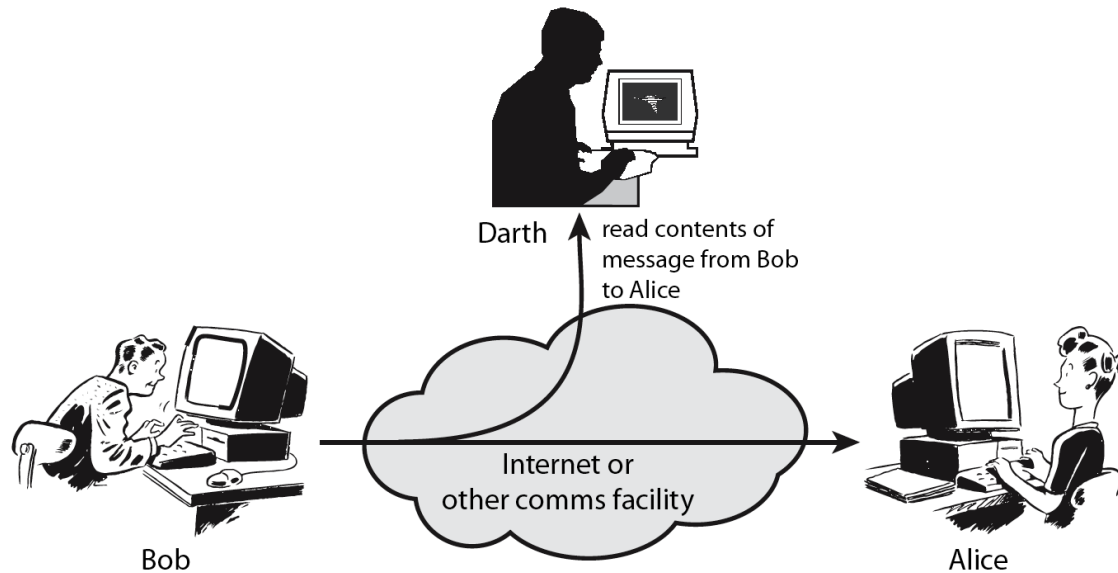 Darth
read contents of
message from Bob
to Alice
Internet or
other comms facility
Bob
Alice